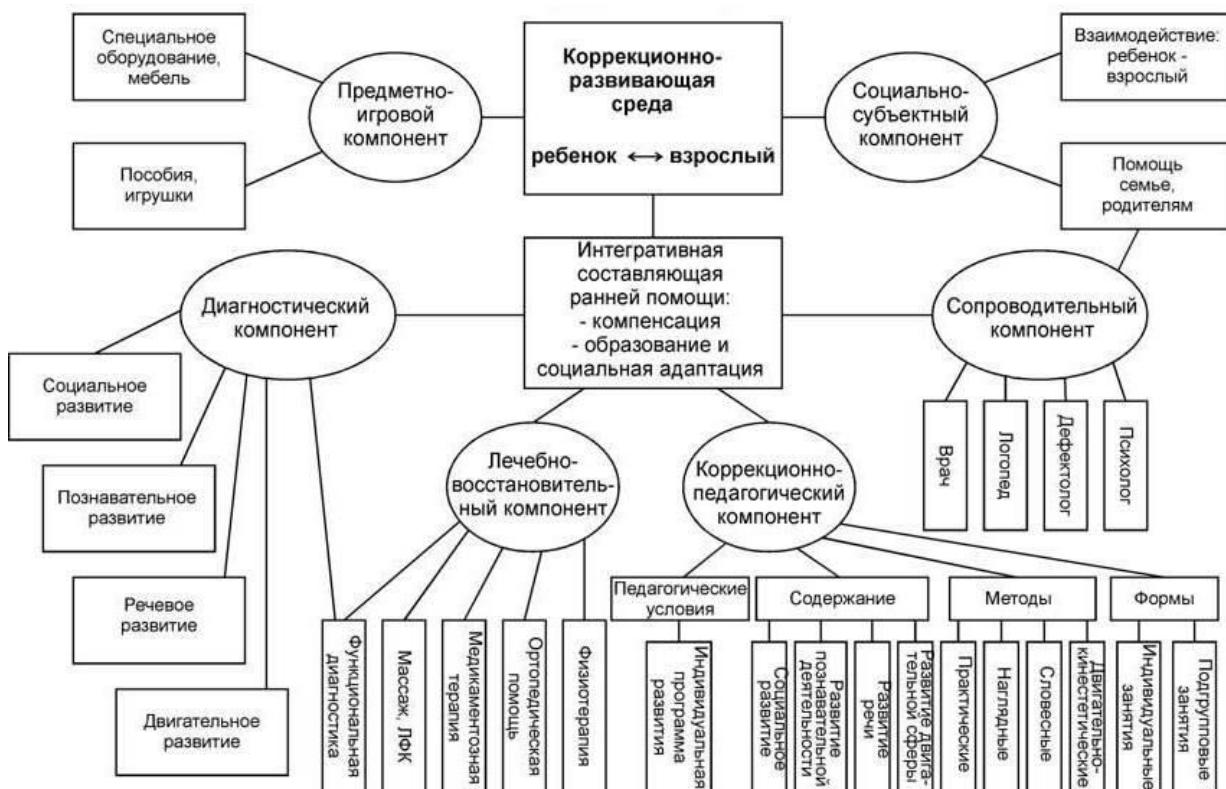 Специальное
оборудование,
мебель
Предметно-
игровой
компонент
Пособия,
игрушки
Коррекционно-
развивающая
среда
ребенок ↔ взрослый
Социально-
субъектный
компонент
Взаимодействие:
ребенок -
взрослый
Помощь
семье,
родителям
Диагностический
компонент
Интегративная
составляющая
ранней помощи:
- компенсация
- образование и
социальная адаптация
Сопроводительный
компонент
Социальное
развитие
Познавательное
развитие
Речевое
развитие
Двигательное
развитие
Лечебно-
восстановитель-
ный компонент
Коррекционно-
педагогический
компонент
Врач
Логопед
Дефектолог
Психолог
Функциональная
диагностика
Массаж, ЛФК
Медикаментозная
терапия
Ортопедическая
помощь
Физиотерапия
Педагогические
условия
Содержание
Методы
Формы
Индивидуальная
программа
развития
Социальное
развитие
Развитие
познавательной
деятельности
Развитие
речи
Развитие двига-
тельной сферы
Практические
Наглядные
Словесные
Двигательно-
кинестетические
Индивидуальные
занятия
Подгрупповые
занятия